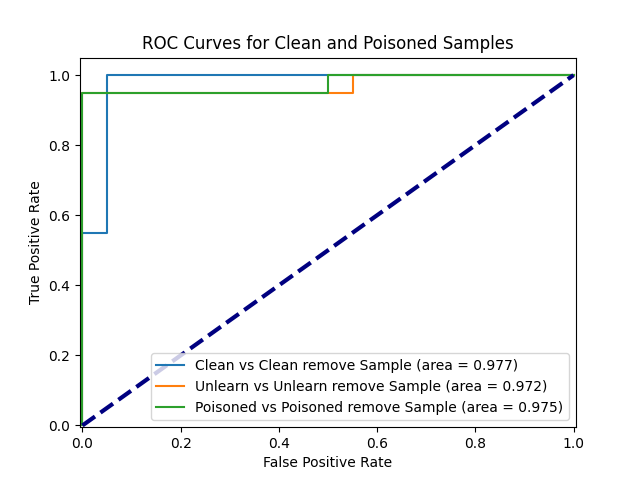 ROC Curves for Clean and Poisoned Samples
True Positive Rate
1.0
0.8
0.6
0.4
0.2
0.0
Clean vs Clean remove Sample (area = 0.977)
Unlearn vs Unlearn remove Sample (area = 0.972)
Poisoned vs Poisoned remove Sample (area = 0.975)
0.0 0.2 0.4 0.6 0.8 1.0
False Positive Rate